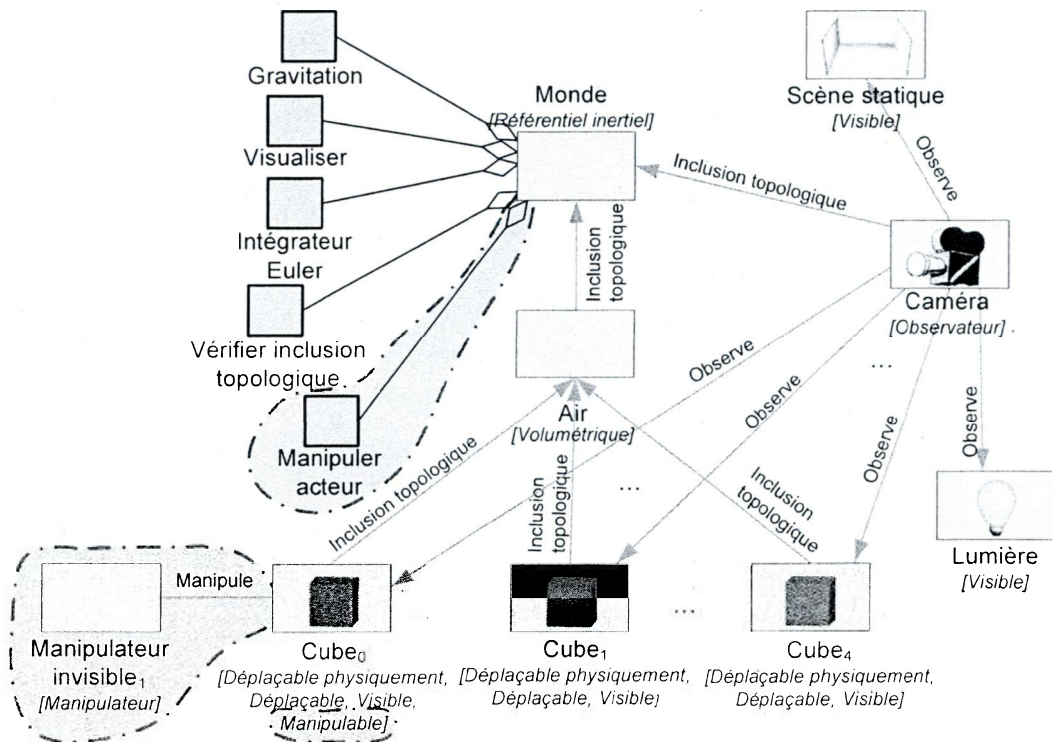 Gravitation
Visualiser
Intégrateur
Euler
Vérifier inclusion
topologique
Manipuler
acteur
Monde
[Référentiel inertiel]
Scène statique
[Visible]
Observe
Inclusion topologique
Inclusion
topologique
Caméra
[Observateur]
Air
[Volumétrique]
Observe
Observe
...
Observe
Observe
Inclusion topologique
Inclusion
topologique
...
Inclusion
topologique
Lumière
[Visible]
Manipule
Manipulateur
invisible₁
[Manipulateur]
Cube₀
[Déplaçable physiquement,
Déplaçable, Visible,
Manipulable]
Cube₁
[Déplaçable physiquement,
Déplaçable, Visible]
...
Cube₄
[Déplaçable physiquement,
Déplaçable, Visible]